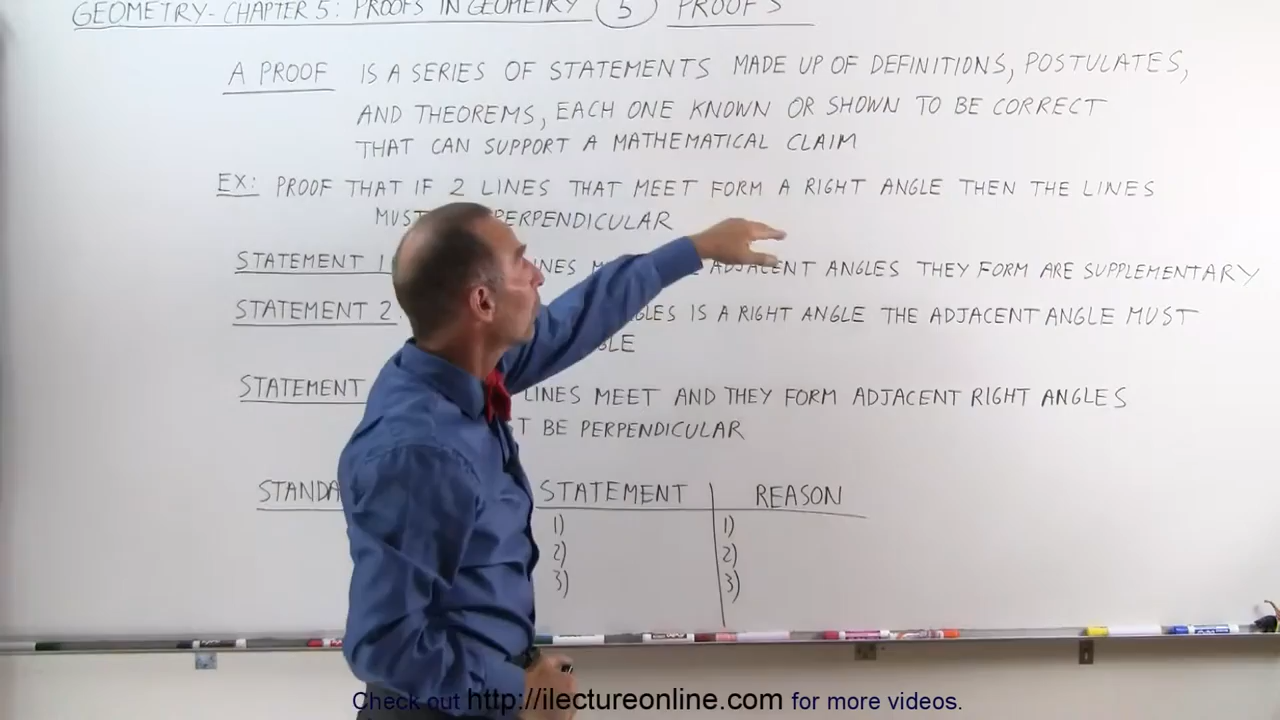 GEOMETRY - CHAPTER 5: PROOFS IN GEOMETRY 5 PROOFS
A PROOF IS A SERIES OF STATEMENTS MADE UP OF DEFINITIONS, POSTULATES,
AND THEOREMS, EACH ONE KNOWN OR SHOWN TO BE CORRECT
THAT CAN SUPPORT A MATHEMATICAL CLAIM
EX: PROOF THAT IF 2 LINES THAT MEET FORM A RIGHT ANGLE THEN THE LINES
MUST PERPENDICULAR
STATEMENT 1 ADJACENT ANGLES THEY FORM ARE SUPPLEMENTARY
STATEMENT 2 IS A RIGHT ANGLE THE ADJACENT ANGLE MUST
STATEMENT LINES MEET AND THEY FORM ADJACENT RIGHT ANGLES
BE PERPENDICULAR
STATEMENT REASON
1) 1)
2) 2)
3) 3)
Check out http://ilectureonline.com for more videos.